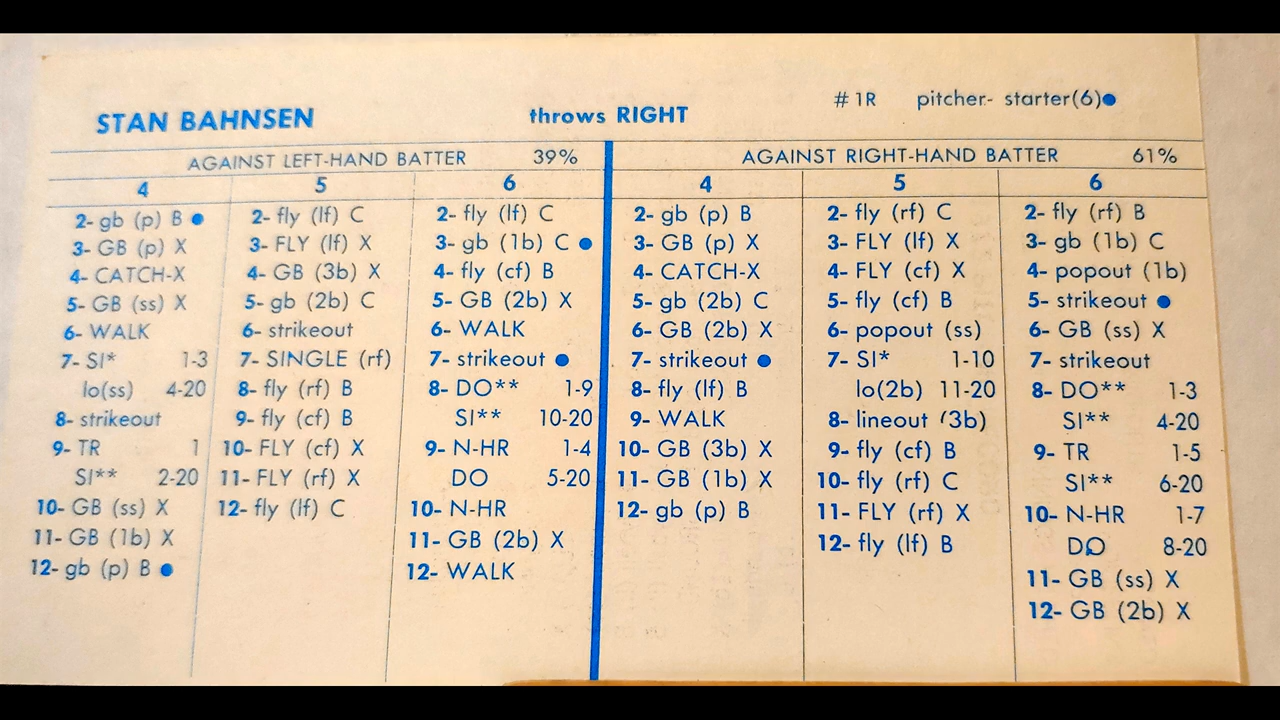 # 1R pitcher- starter(6)●
STAN BAHNSEN throws RIGHT
AGAINST LEFT-HAND BATTER 39%
4 5 6
2- gb (p) B ● 2- fly (lf) C 2- fly (lf) C
3- GB (p) X 3- FLY (lf) X 3- gb (1b) C ●
4- CATCH-X 4- GB (3b) X 4- fly (cf) B
5- GB (ss) X 5- gb (2b) C 5- GB (2b) X
6- WALK 6- strikeout 6- WALK
7- SI* 1-3 7- SINGLE (rf) 7- strikeout ●
lo(ss) 4-20 8- fly (rf) B 8- DO** 1-9
8- strikeout 9- fly (cf) B SI** 10-20
9- TR 1 10- FLY (cf) X 9- N-HR 1-4
SI** 2-20 11- FLY (rf) X DO 5-20
10- GB (ss) X 12- fly (lf) C 10- N-HR
11- GB (1b) X 11- GB (2b) X
12- gb (p) B ● 12- WALK
AGAINST RIGHT-HAND BATTER 61%
4 5 6
2- gb (p) B 2- fly (rf) C 2- fly (rf) B
3- GB (p) X 3- FLY (lf) X 3- gb (1b) C
4- CATCH-X 4- FLY (cf) X 4- popout (1b)
5- gb (2b) C 5- fly (cf) B 5- strikeout ●
6- GB (2b) X 6- popout (ss) 6- GB (ss) X
7- strikeout ● 7- SI* 1-10 7- strikeout
8- fly (lf) B lo(2b) 11-20 8- DO** 1-3
9- WALK 8- lineout (3b) SI** 4-20
10- GB (3b) X 9- fly (cf) B 9- TR 1-5
11- GB (1b) X 10- fly (rf) C SI** 6-20
12- gb (p) B 11- FLY (rf) X 10- N-HR 1-7
12- fly (lf) B DO 8-20
11- GB (ss) X
12- GB (2b) X